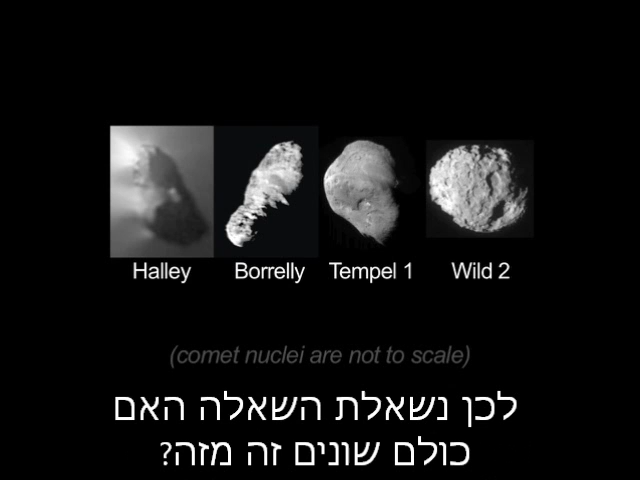 Halley Borrelly Tempel 1 Wild 2
(comet nuclei are not to scale)
לכן נשאלת השאלה האם
כולם שונים זה מזה?